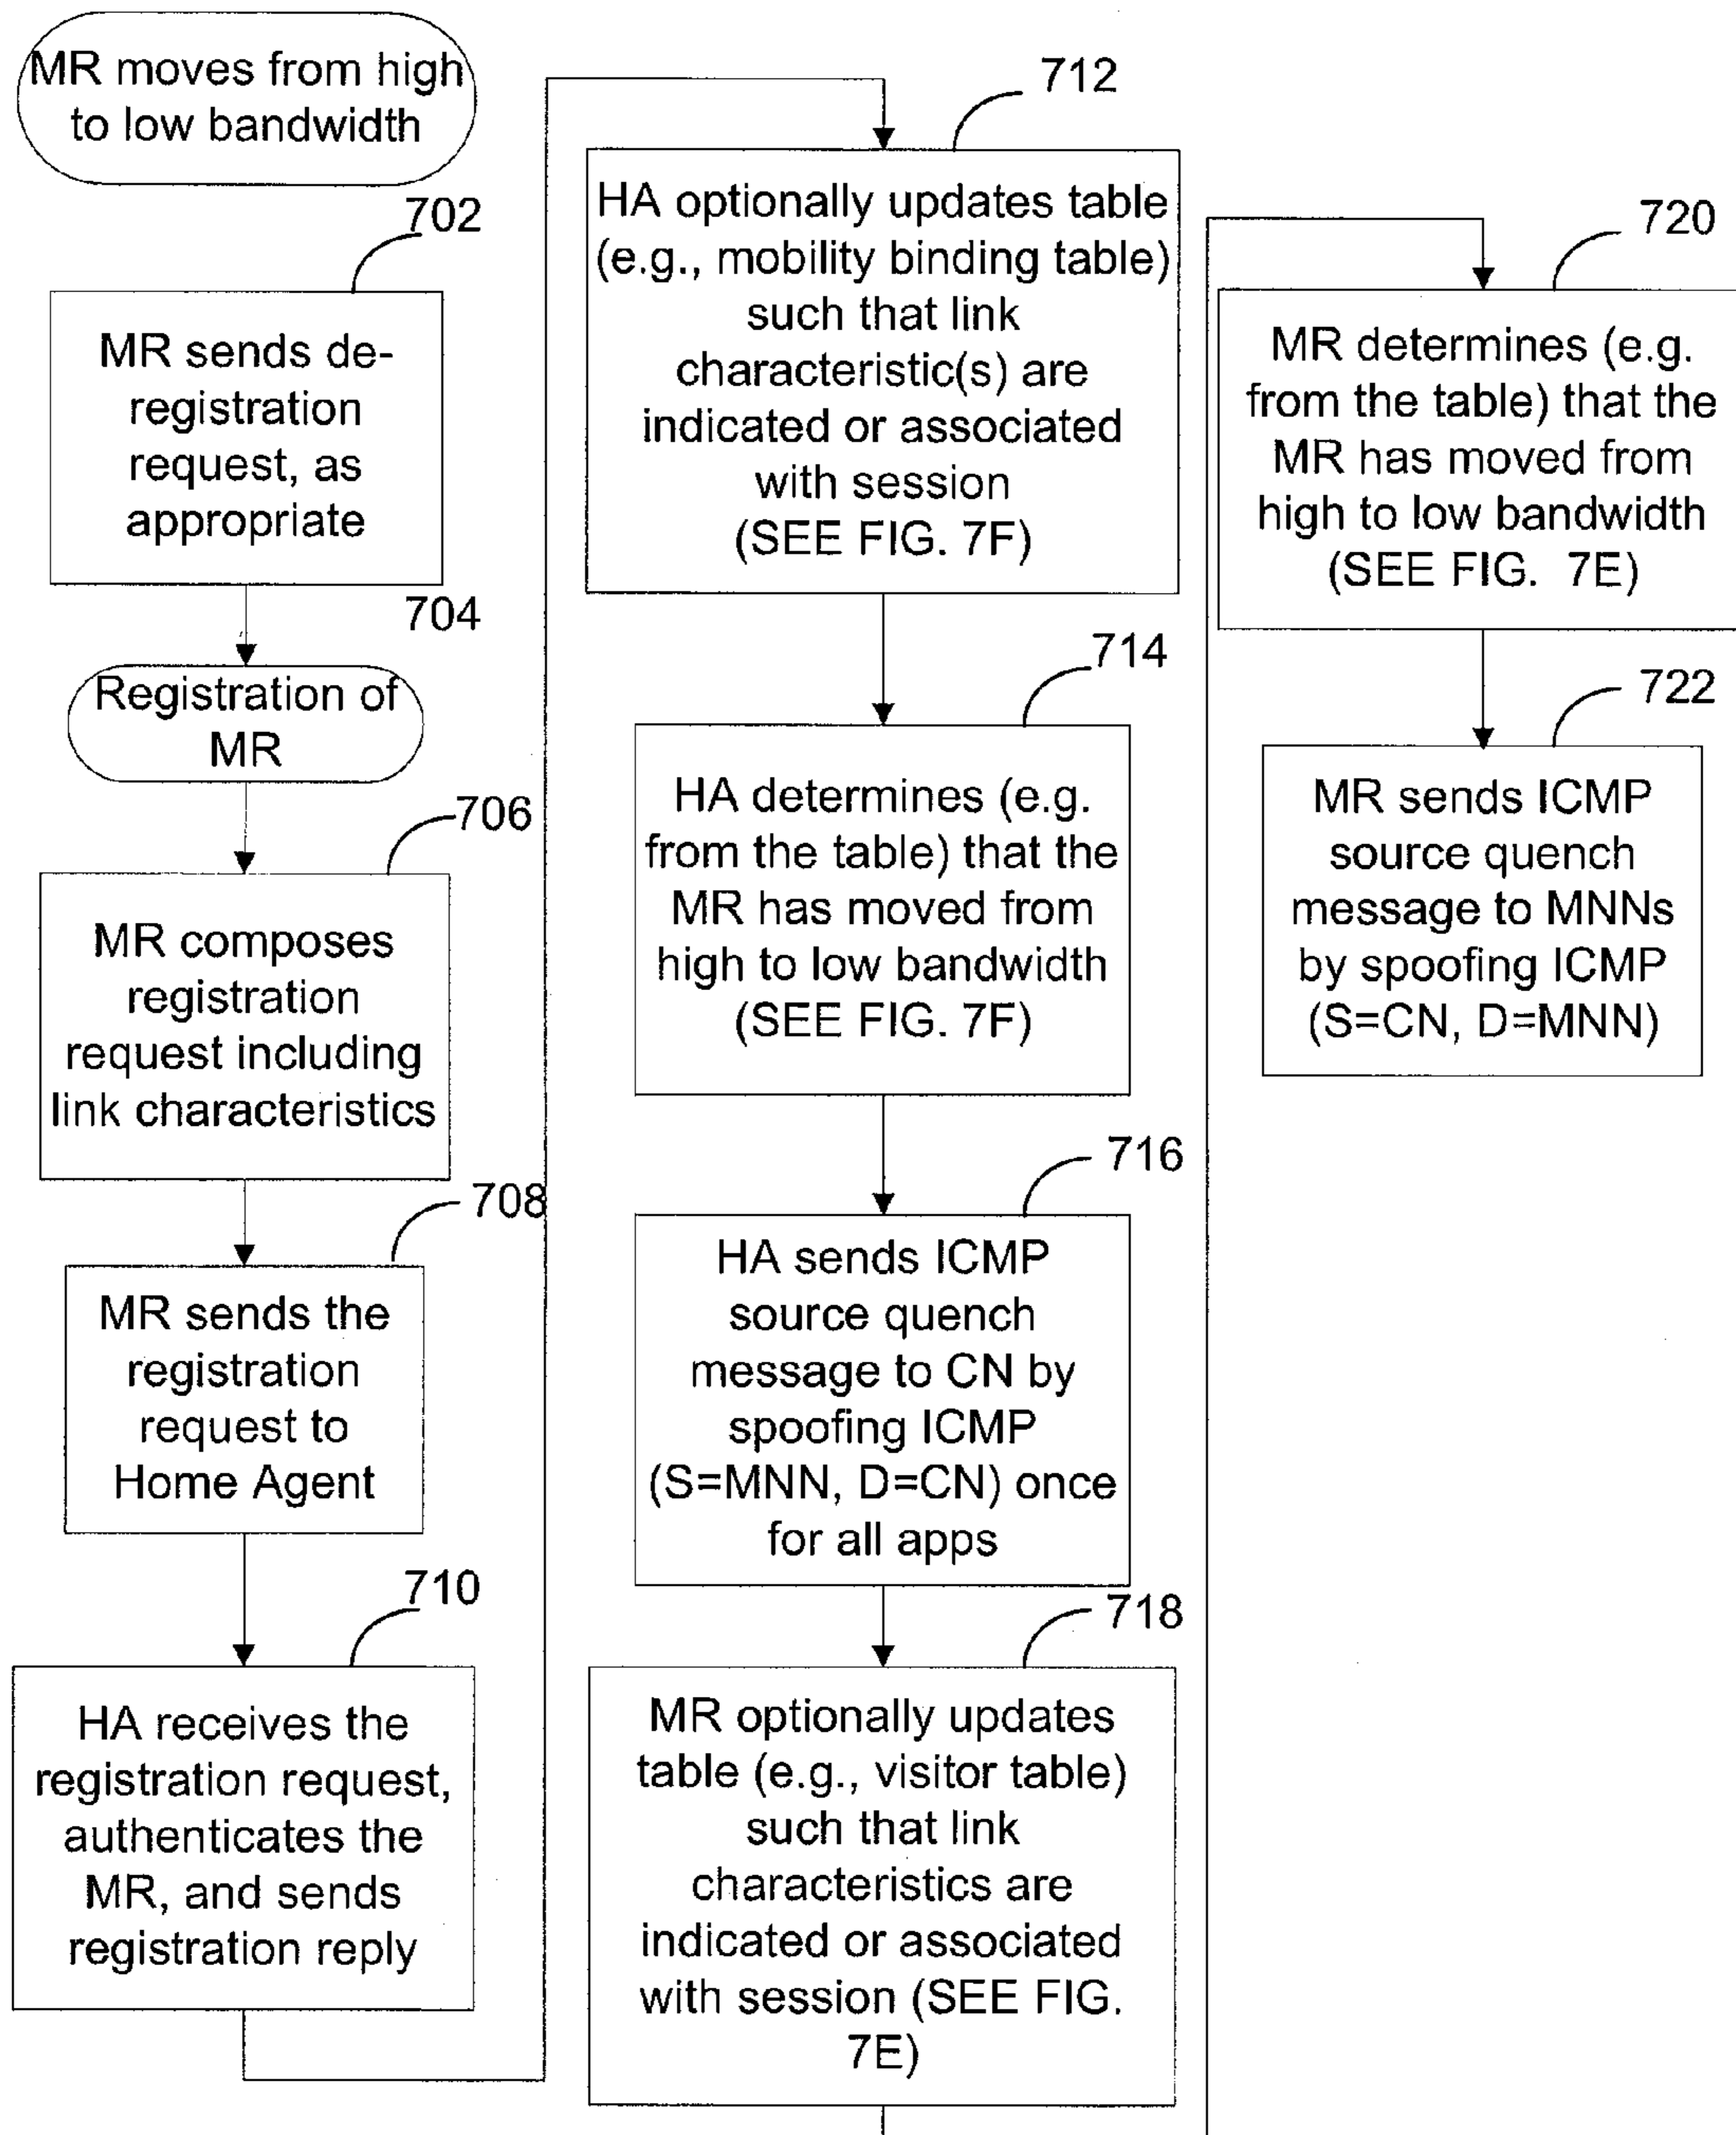 MR moves from high
to low bandwidth
702
MR sends de-
registration
request, as
appropriate
704
Registration of
MR
706
MR composes
registration
request including
link characteristics
708
MR sends the
registration
request to
Home Agent
710
HA receives the
registration request,
authenticates the
MR, and sends
registration reply
712
HA optionally updates table
(e.g., mobility binding table)
such that link
characteristic(s) are
indicated or associated
with session
(SEE FIG. 7F)
714
HA determines (e.g.
from the table) that the
MR has moved from
high to low bandwidth
(SEE FIG. 7F)
716
HA sends ICMP
source quench
message to CN by
spoofing ICMP
(S=MNN, D=CN) once
for all apps
718
MR optionally updates
table (e.g., visitor table)
such that link
characteristics are
indicated or associated
with session (SEE FIG.
7E)
720
MR determines (e.g.
from the table) that the
MR has moved from
high to low bandwidth
(SEE FIG. 7E)
722
MR sends ICMP
source quench
message to MNNs
by spoofing ICMP
(S=CN, D=MNN)